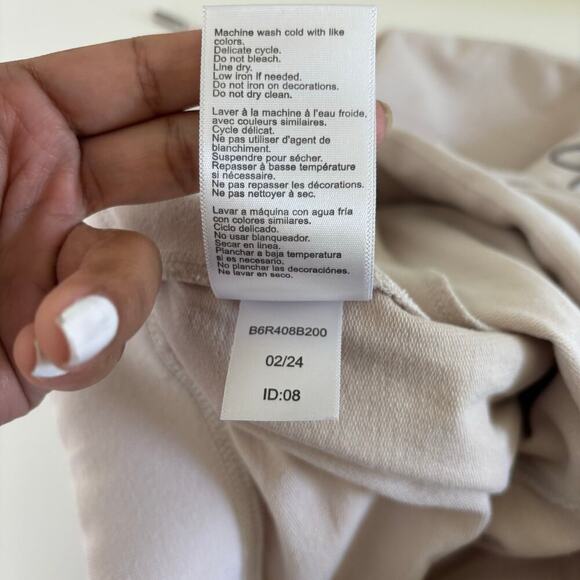 Machine wash cold with like
colors.
Delicate cycle.
Do not bleach.
Line dry.
Low iron if needed.
Do not iron on decorations.
Do not dry clean.
Laver à la machine à l'eau froide,
avec couleurs similaires.
Cycle délicat.
Ne pas utiliser d'agent de
blanchiment.
Suspendre pour sécher.
Repasser à basse température
si nécessaire.
Ne pas repasser les décorations.
Ne pas nettoyer à sec.
Lavar a máquina con agua fría
con colores similares.
Ciclo delicado.
No usar blanqueador.
Secar en linea.
Planchar a baja temperatura
si es necesario.
No planchar las decoraciónes.
Ne lavar en seco.
B6R408B200
02/24
ID:08